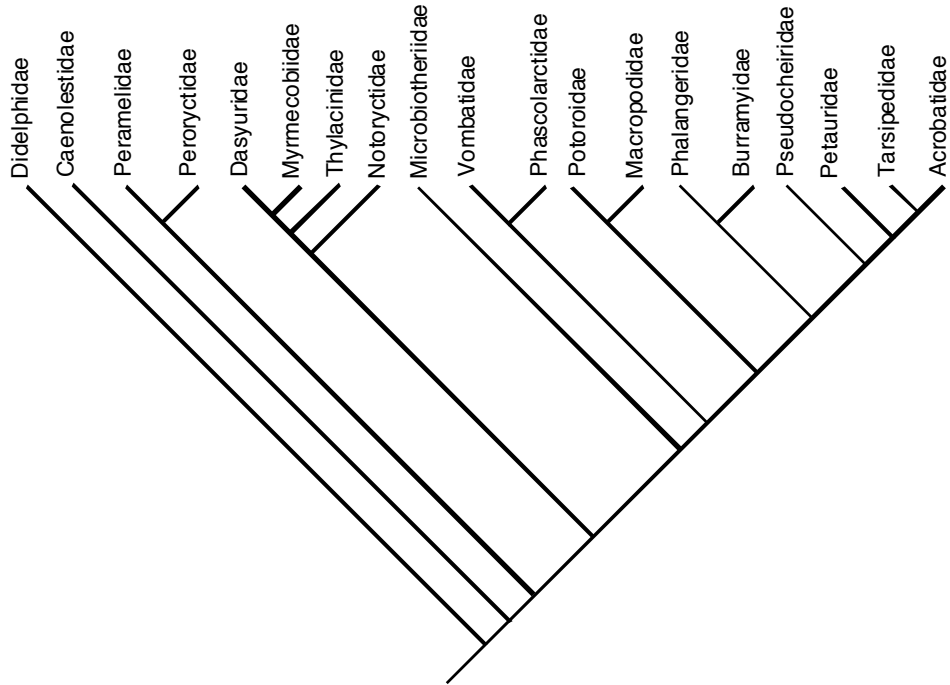 Didelphidae
Caenolestidae
Peramelidae
Peroryctidae
Dasyuridae
Myrmecobiidae
Thylacinidae
Notoryctidae
Microbiotheriidae
Vombatidae
Phascolarctidae
Potoroidae
Macropodidae
Phalangeridae
Burramyidae
Pseudocheiridae
Petauridae
Tarsipedidae
Acrobatidae